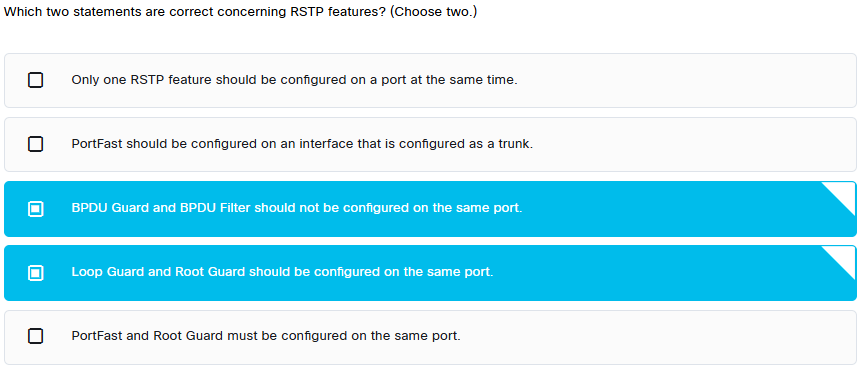 Which two statements are correct concerning RSTP features? (Choose two.)
Only one RSTP feature should be configured on a port at the same time.
PortFast should be configured on an interface that is configured as a trunk.
BPDU Guard and BPDU Filter should not be configured on the same port.
Loop Guard and Root Guard should be configured on the same port.
PortFast and Root Guard must be configured on the same port.